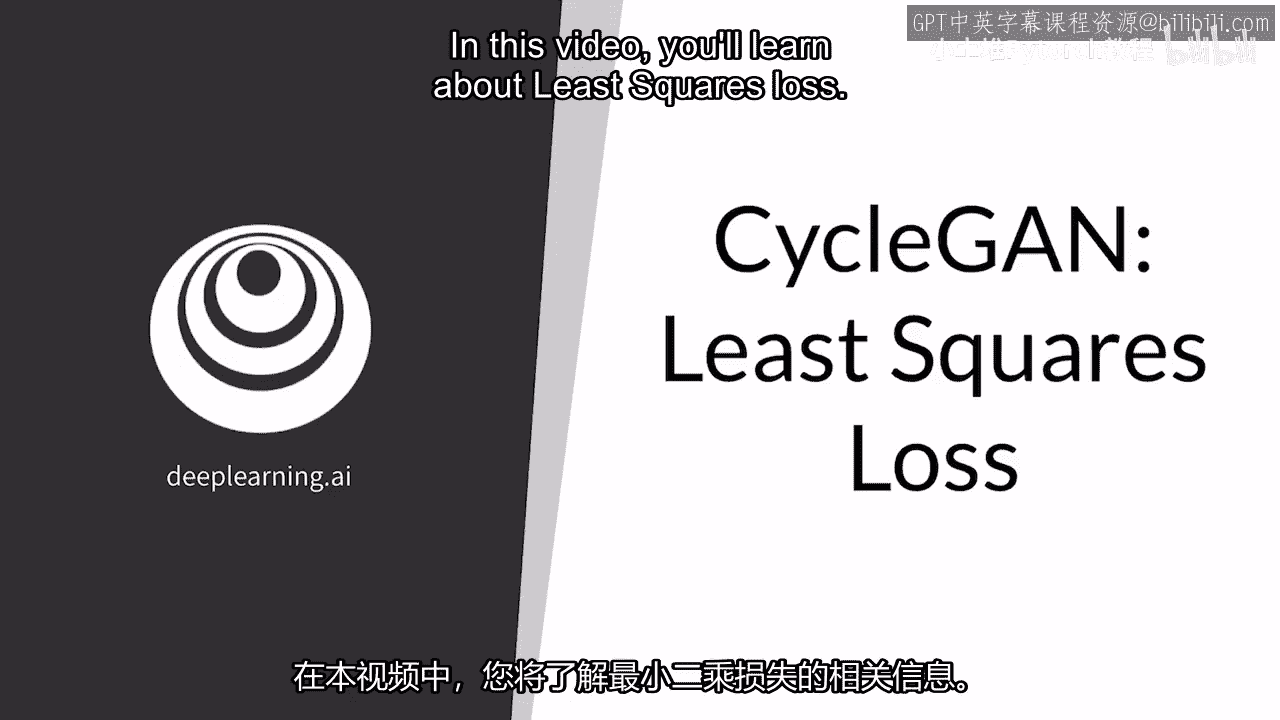 GPT中英字幕课程资源@bilibili.com
In this video, you'll learn
about Least Squares loss.
bilibili
CycleGAN:
Least Squares
Loss
deeplearning.ai
在本视频中，您将了解最小二乘损失的相关信息。